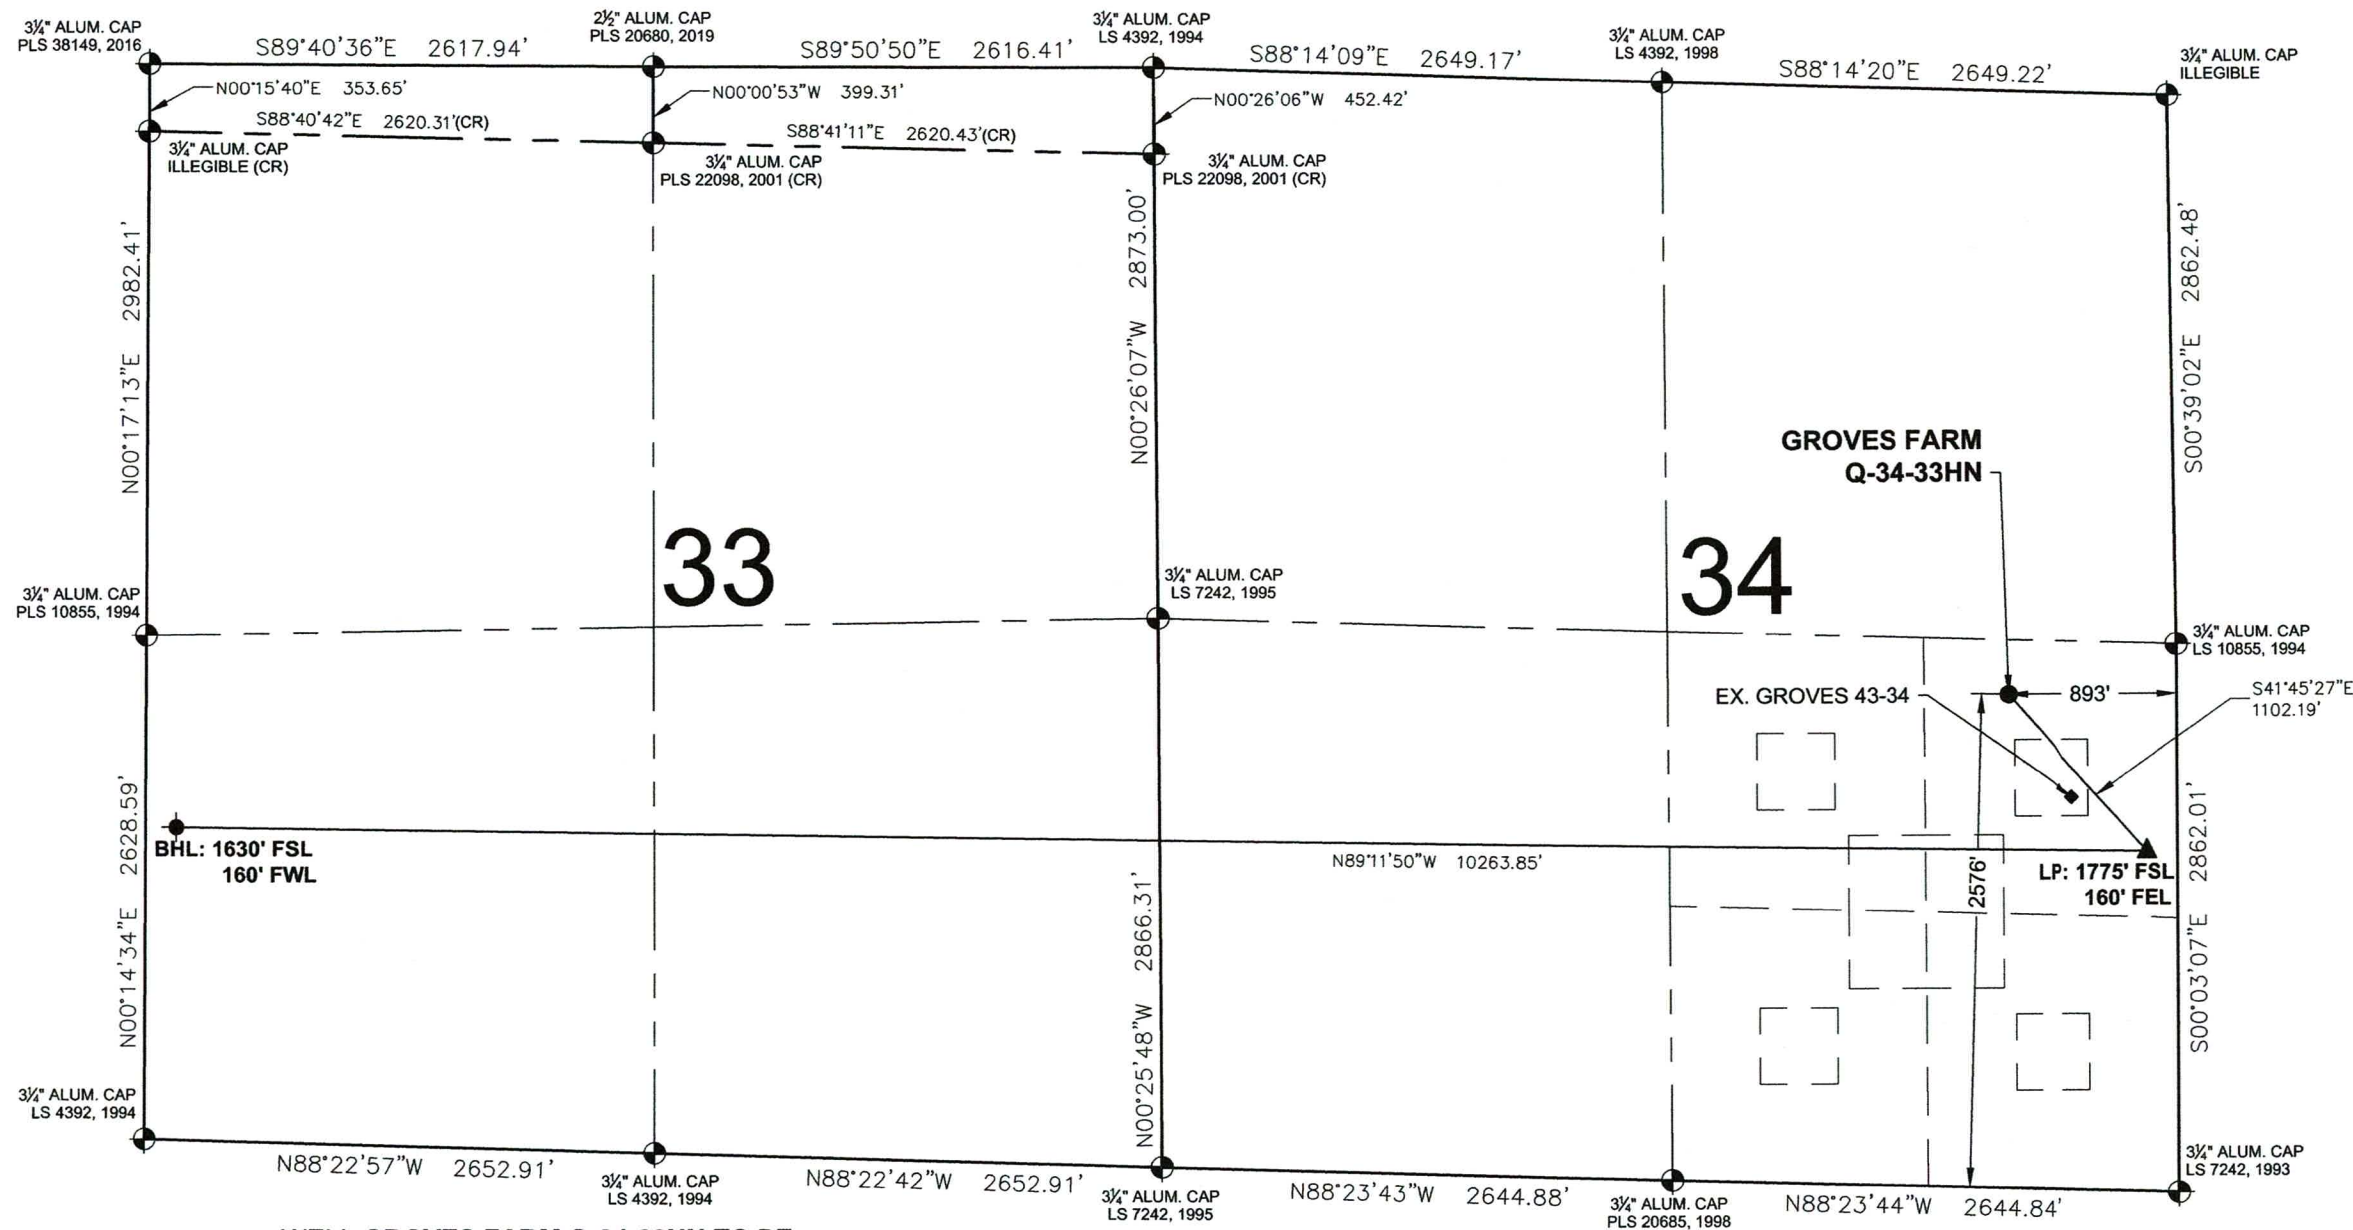 3¼" ALUM. CAP
PLS 38149, 2016
S89°40'36"E 2617.94'
2½" ALUM. CAP
PLS 20680, 2019
S89°50'50"E 2616.41'
3¼" ALUM. CAP
LS 4392, 1994
S88°14'09"E 2649.17'
3¼" ALUM. CAP
LS 4392, 1998
S88°14'20"E 2649.22'
3¼" ALUM. CAP
ILLEGIBLE
N00°15'40"E 353.65'
N00°00'53"W 399.31'
N00°26'06"W 452.42'
S88°40'42"E 2620.31'(CR)
S88°41'11"E 2620.43'(CR)
3¼" ALUM. CAP
ILLEGIBLE (CR)
3¼" ALUM. CAP
PLS 22098, 2001 (CR)
3¼" ALUM. CAP
PLS 22098, 2001 (CR)
N00°17'13"E 2982.41'
N00°26'07"W 2873.00'
S00°39'02"E 2862.48'
GROVES FARM
Q-34-33HN
33
34
3¼" ALUM. CAP
PLS 10855, 1994
3¼" ALUM. CAP
LS 7242, 1995
3¼" ALUM. CAP
LS 10855, 1994
EX. GROVES 43-34
893'
S41°45'27"E
1102.19'
BHL: 1630' FSL
160' FWL
N89°11'50"W 10263.85'
2576'
LP: 1775' FSL
160' FEL
N00°14'34"E 2628.59'
N00°25'48"W 2866.31'
S00°03'07"E 2862.01'
3¼" ALUM. CAP
LS 4392, 1994
N88°22'57"W 2652.91'
3¼" ALUM. CAP
LS 4392, 1994
N88°22'42"W 2652.91'
3¼" ALUM. CAP
LS 7242, 1995
N88°23'43"W 2644.88'
3¼" ALUM. CAP
PLS 20685, 1998
N88°23'44"W 2644.84'
3¼" ALUM. CAP
LS 7242, 1993